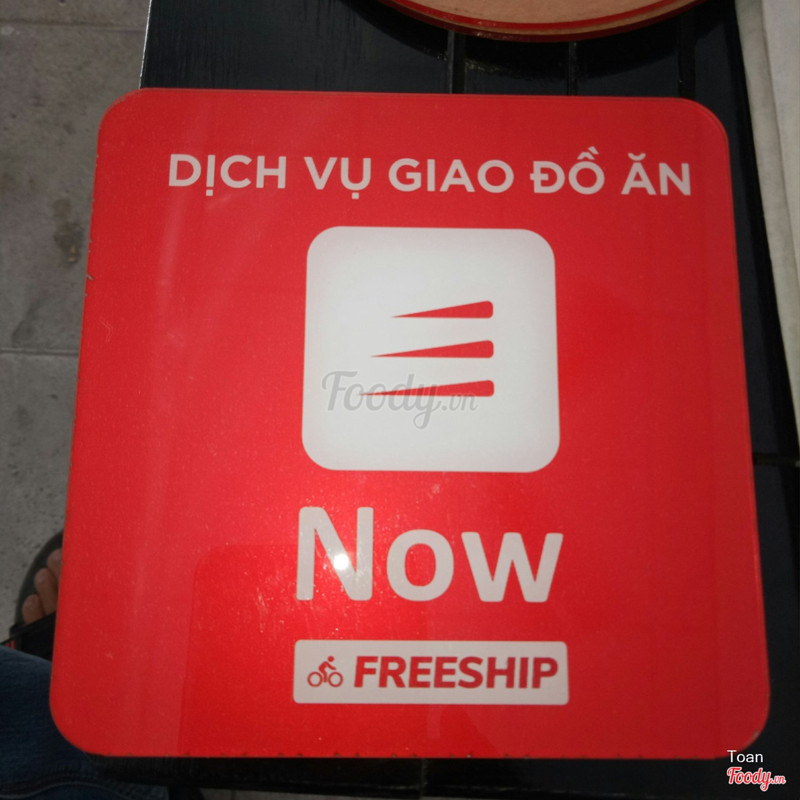 DỊCH VỤ GIAO ĐỒ ĂN
Foody.vn
Now
FREESHIP
Toan
Foody.vn